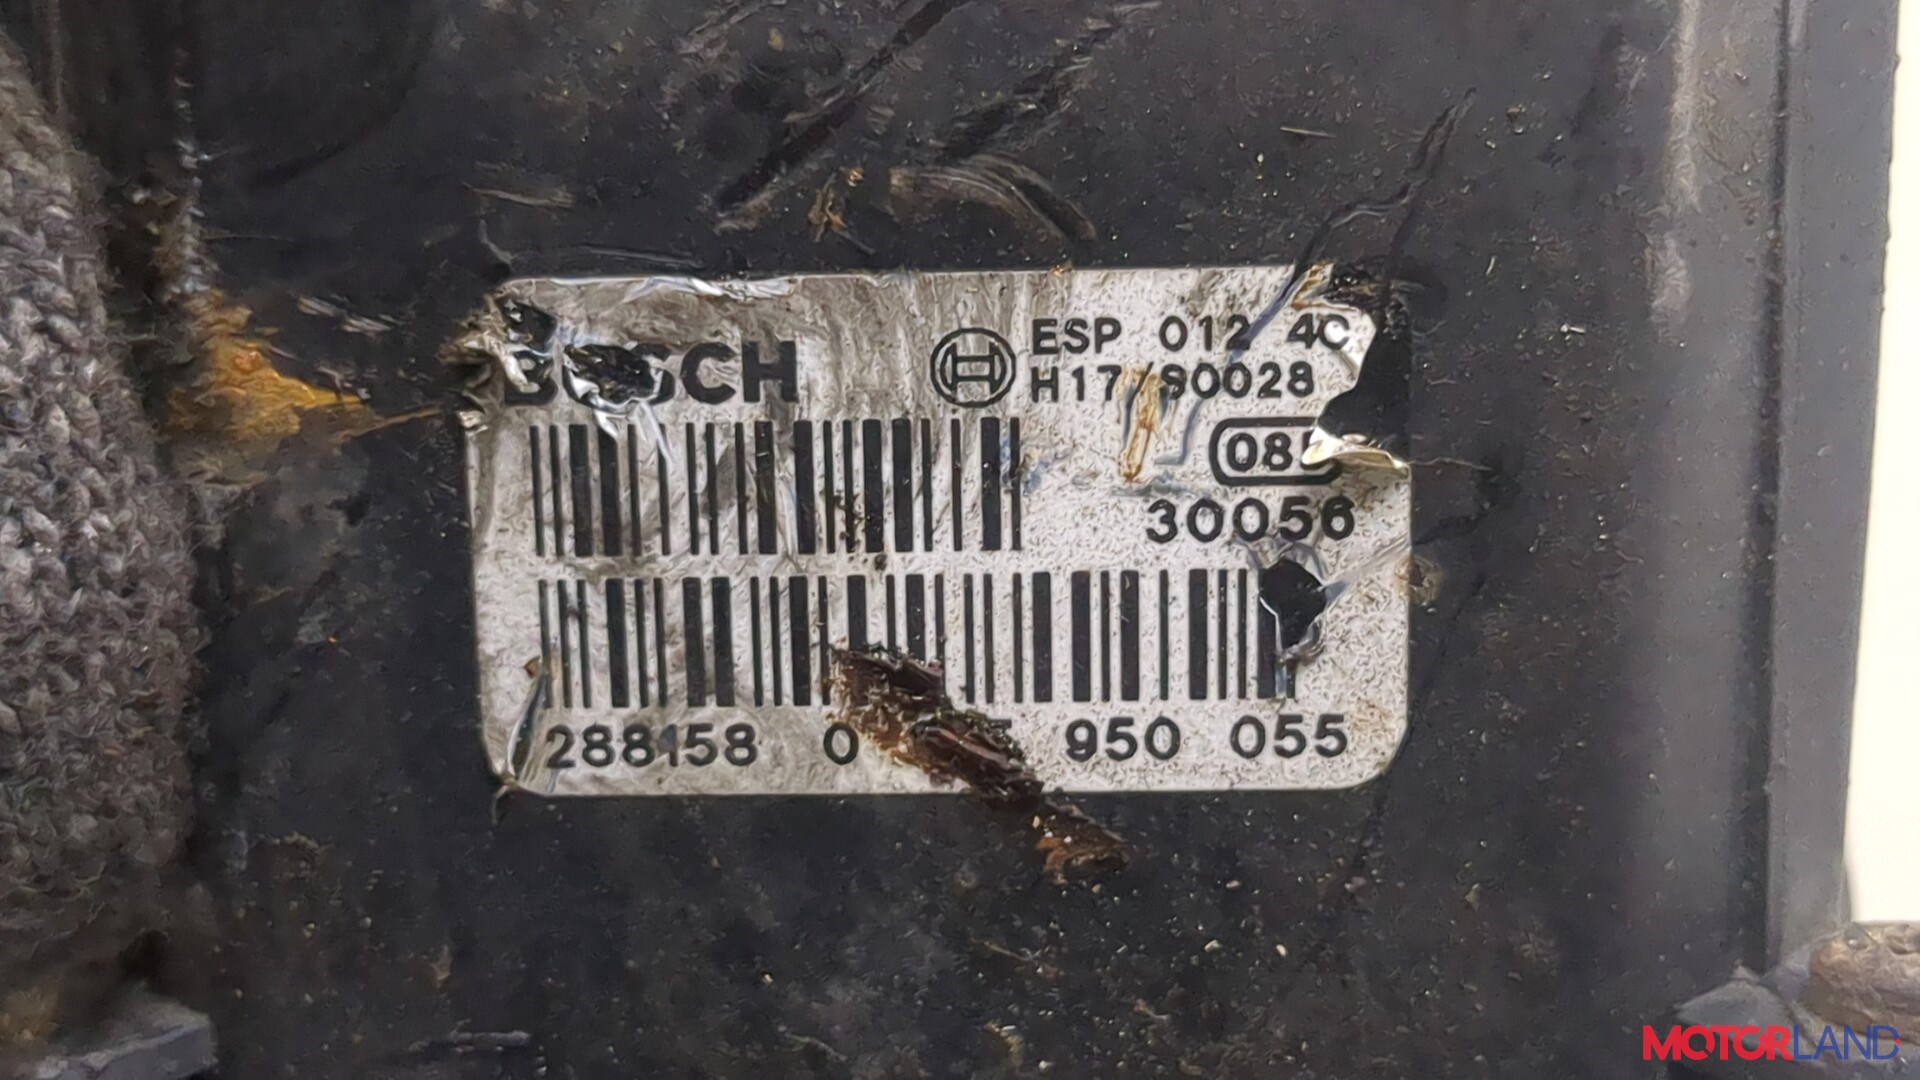 BOSCH
ESP 012 4C
H17/80028
30056
288158 950 055
MOTORLAND